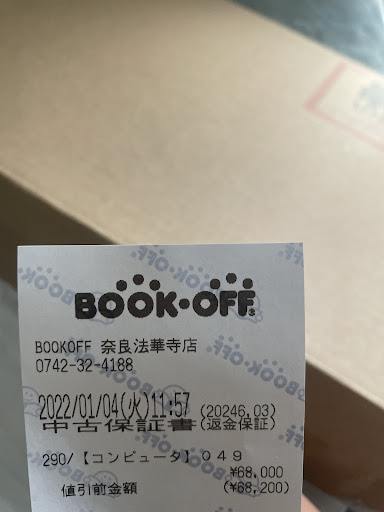 BOOK・OFF®
BOOKOFF 奈良法華寺店
0742-32-4188
2022/01/04(火)11:57 (20246.03)
中古保証書(返金保証)
290/【コンピュータ】049
¥68,000
値引前金額 (¥68,200)